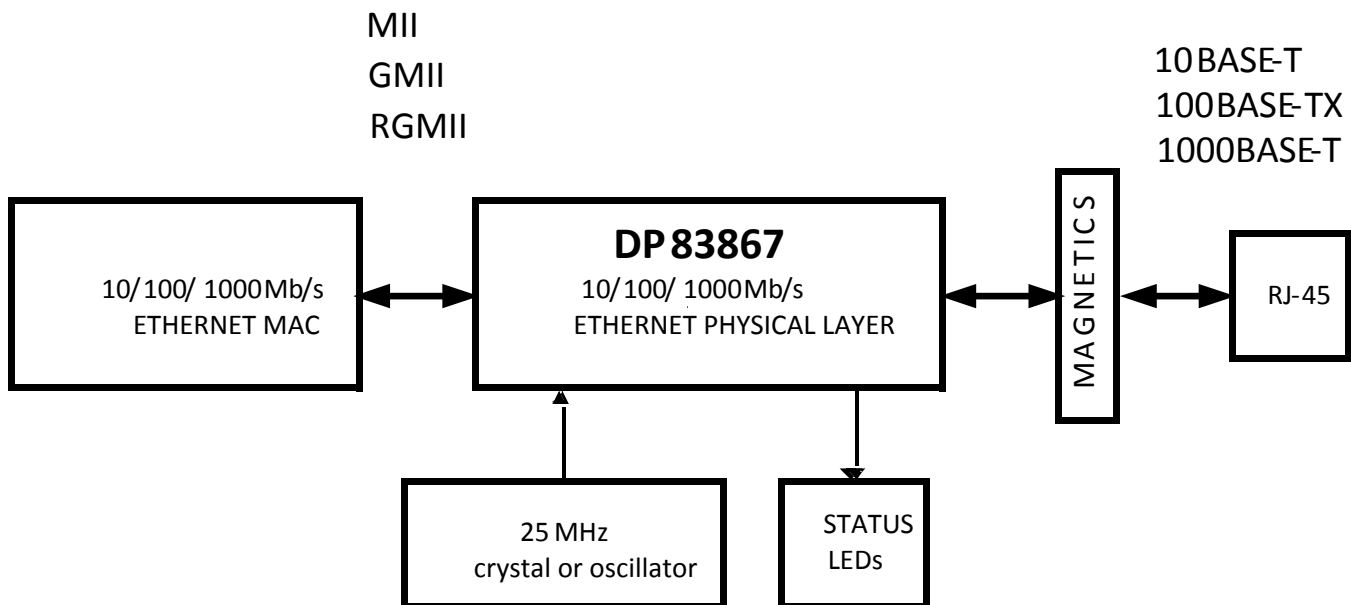 MII
GMII
RGMII
10BASE-T
100BASE-TX
1000BASE-T
10/100/1000Mb/s
ETHERNET MAC
DP83867
10/100/1000Mb/s
ETHERNET PHYSICAL LAYER
MAGNETICS
RJ-45
25 MHz
crystal or oscillator
STATUS
LEDs